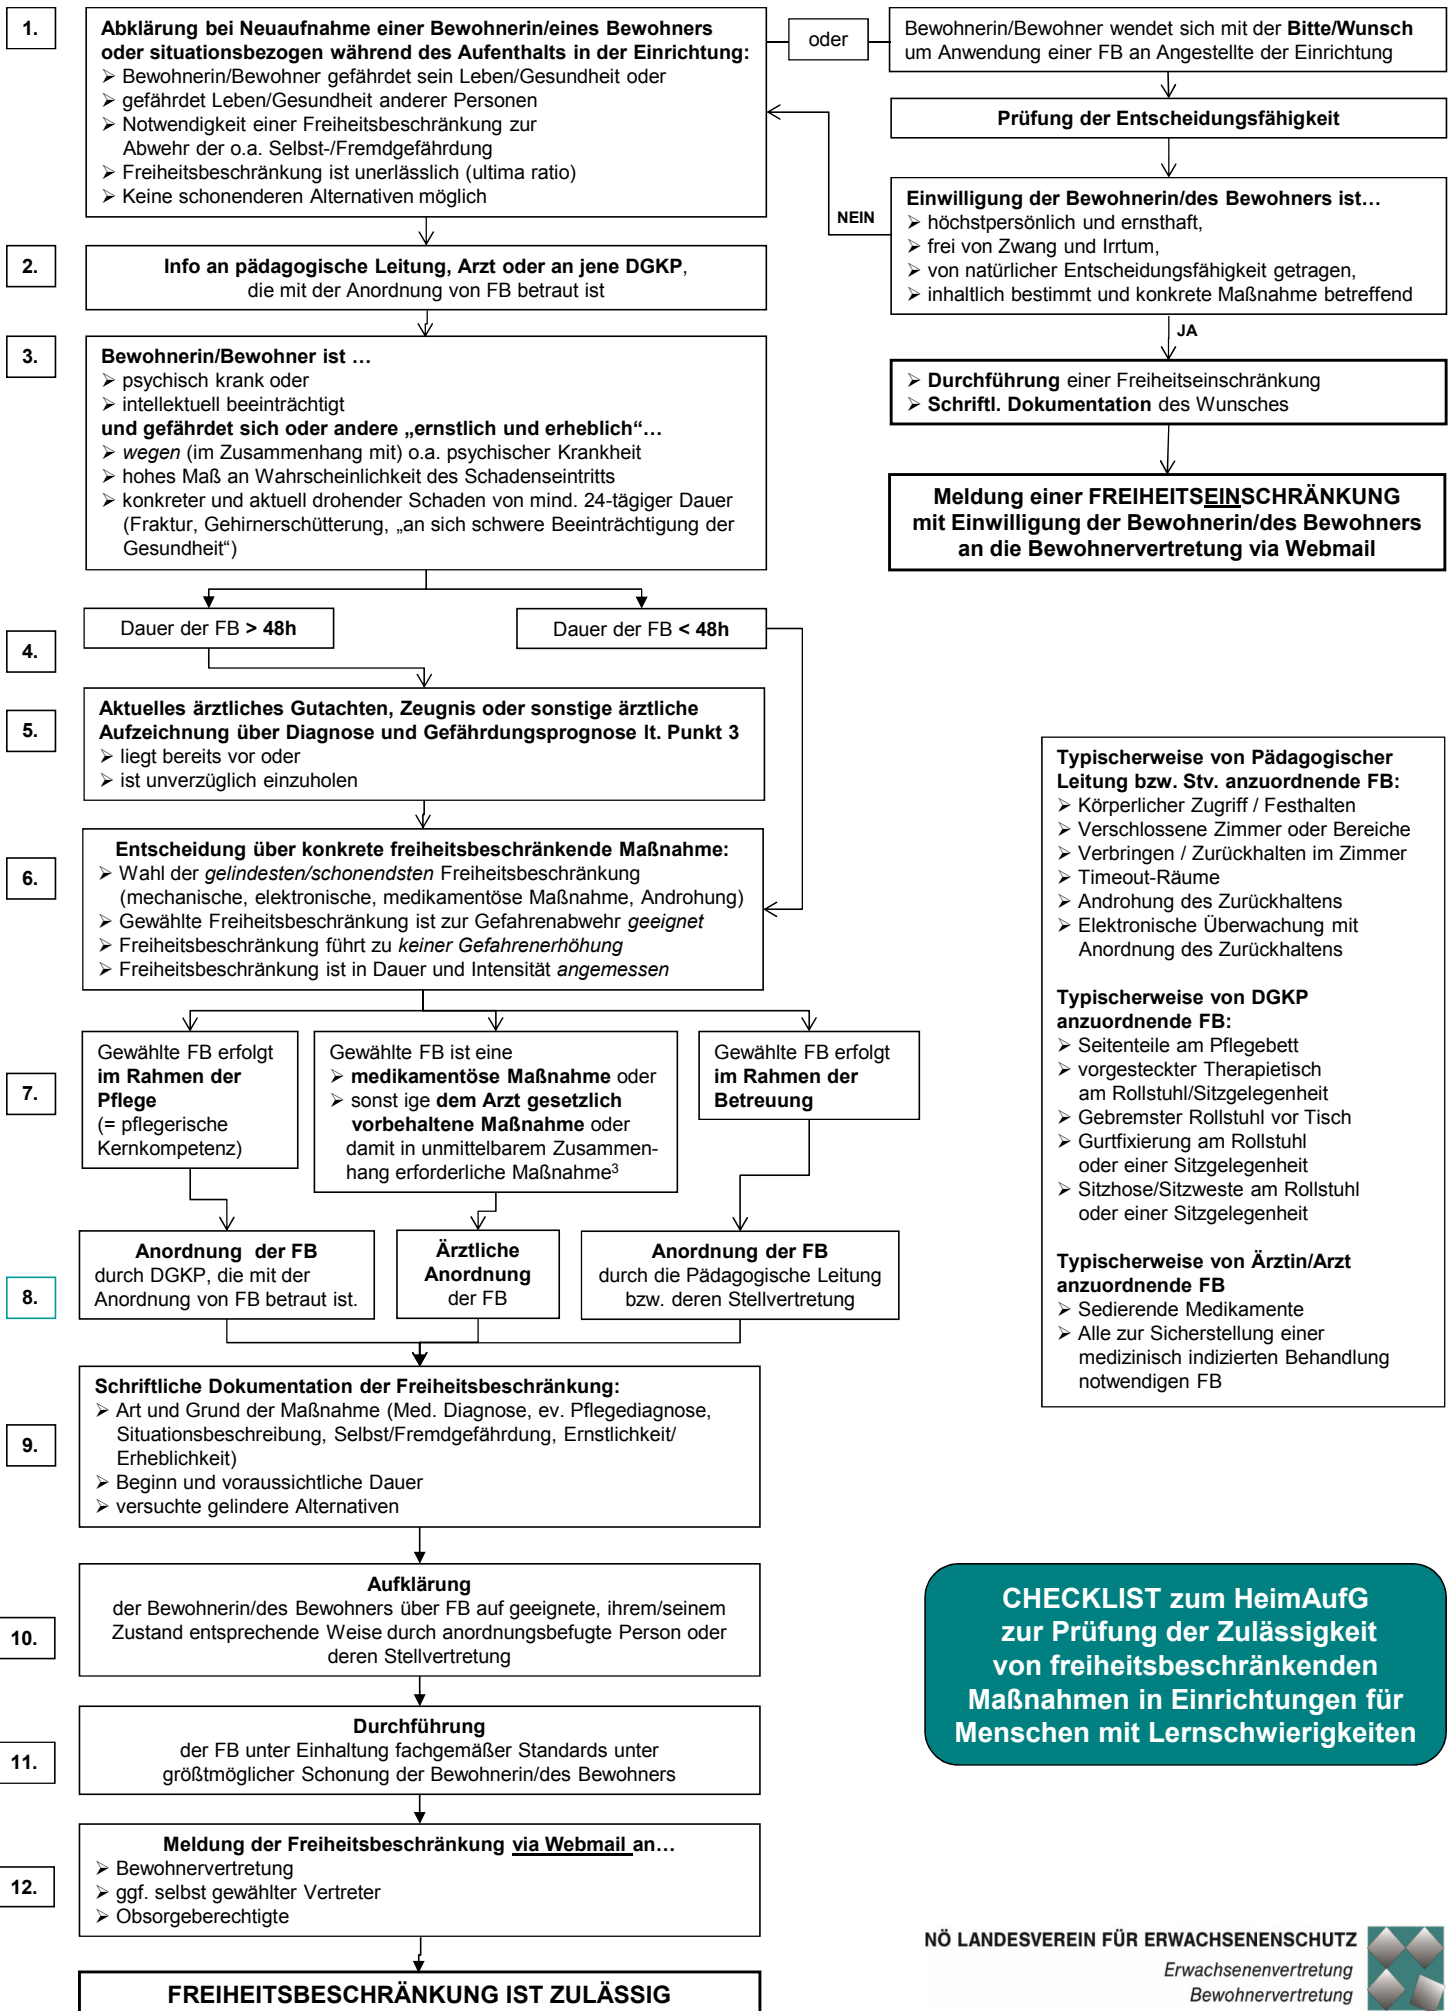 1.
Abklärung bei Neuaufnahme einer Bewohnerin/eines Bewohners
oder situationsbezogen während des Aufenthalts in der Einrichtung:
➢ Bewohnerin/Bewohner gefährdet sein Leben/Gesundheit oder
➢ gefährdet Leben/Gesundheit anderer Personen
➢ Notwendigkeit einer Freiheitsbeschränkung zur
Abwehr der o.a. Selbst-/Fremdgefährdung
➢ Freiheitsbeschränkung ist unerlässlich (ultima ratio)
➢ Keine schonenderen Alternativen möglich
oder
Bewohnerin/Bewohner wendet sich mit der Bitte/Wunsch
um Anwendung einer FB an Angestellte der Einrichtung
Prüfung der Entscheidungsfähigkeit
Einwilligung der Bewohnerin/des Bewohners ist…
➢ höchstpersönlich und ernsthaft,
➢ frei von Zwang und Irrtum,
➢ von natürlicher Entscheidungsfähigkeit getragen,
➢ inhaltlich bestimmt und konkrete Maßnahme betreffend
NEIN
JA
➢ Durchführung einer Freiheitseinschränkung
➢ Schriftl. Dokumentation des Wunsches
Meldung einer FREIHEITSEINSCHRÄNKUNG
mit Einwilligung der Bewohnerin/des Bewohners
an die Bewohnervertretung via Webmail
2.
Info an pädagogische Leitung, Arzt oder an jene DGKP,
die mit der Anordnung von FB betraut ist
3.
Bewohnerin/Bewohner ist …
➢ psychisch krank oder
➢ intellektuell beeinträchtigt
und gefährdet sich oder andere „ernstlich und erheblich“…
➢ wegen (im Zusammenhang mit) o.a. psychischer Krankheit
➢ hohes Maß an Wahrscheinlichkeit des Schadenseintritts
➢ konkreter und aktuell drohender Schaden von mind. 24-tägiger Dauer
(Fraktur, Gehirnerschütterung, „an sich schwere Beeinträchtigung der
Gesundheit“)
4.
Dauer der FB > 48h
Dauer der FB < 48h
5.
Aktuelles ärztliches Gutachten, Zeugnis oder sonstige ärztliche
Aufzeichnung über Diagnose und Gefährdungsprognose lt. Punkt 3
➢ liegt bereits vor oder
➢ ist unverzüglich einzuholen
6.
Entscheidung über konkrete freiheitsbeschränkende Maßnahme:
➢ Wahl der gelindesten/schonendsten Freiheitsbeschränkung
(mechanische, elektronische, medikamentöse Maßnahme, Androhung)
➢ Gewählte Freiheitsbeschränkung ist zur Gefahrenabwehr geeignet
➢ Freiheitsbeschränkung führt zu keiner Gefahrenerhöhung
➢ Freiheitsbeschränkung ist in Dauer und Intensität angemessen
7.
Gewählte FB erfolgt
im Rahmen der
Pflege
(= pflegerische
Kernkompetenz)
Gewählte FB ist eine
➢ medikamentöse Maßnahme oder
➢ sonst ige dem Arzt gesetzlich
vorbehaltene Maßnahme oder
damit in unmittelbarem Zusammen-
hang erforderliche Maßnahme3
Gewählte FB erfolgt
im Rahmen der
Betreuung
8.
Anordnung der FB
durch DGKP, die mit der
Anordnung von FB betraut ist.
Ärztliche
Anordnung
der FB
Anordnung der FB
durch die Pädagogische Leitung
bzw. deren Stellvertretung
9.
Schriftliche Dokumentation der Freiheitsbeschränkung:
➢ Art und Grund der Maßnahme (Med. Diagnose, ev. Pflegediagnose,
Situationsbeschreibung, Selbst/Fremdgefährdung, Ernstlichkeit/
Erheblichkeit)
➢ Beginn und voraussichtliche Dauer
➢ versuchte gelindere Alternativen
10.
Aufklärung
der Bewohnerin/des Bewohners über FB auf geeignete, ihrem/seinem
Zustand entsprechende Weise durch anordnungsbefugte Person oder
deren Stellvertretung
11.
Durchführung
der FB unter Einhaltung fachgemäßer Standards unter
größtmöglicher Schonung der Bewohnerin/des Bewohners
12.
Meldung der Freiheitsbeschränkung via Webmail an…
➢ Bewohnervertretung
➢ ggf. selbst gewählter Vertreter
➢ Obsorgeberechtigte
FREIHEITSBESCHRÄNKUNG IST ZULÄSSIG
Typischerweise von Pädagogischer
Leitung bzw. Stv. anzuordnende FB:
➢ Körperlicher Zugriff / Festhalten
➢ Verschlossene Zimmer oder Bereiche
➢ Verbringen / Zurückhalten im Zimmer
➢ Timeout-Räume
➢ Androhung des Zurückhaltens
➢ Elektronische Überwachung mit
Anordnung des Zurückhaltens
Typischerweise von DGKP
anzuordnende FB:
➢ Seitenteile am Pflegebett
➢ vorgesteckter Therapietisch
am Rollstuhl/Sitzgelegenheit
➢ Gebremster Rollstuhl vor Tisch
➢ Gurtfixierung am Rollstuhl
oder einer Sitzgelegenheit
➢ Sitzhose/Sitzweste am Rollstuhl
oder einer Sitzgelegenheit
Typischerweise von Ärztin/Arzt
anzuordnende FB
➢ Sedierende Medikamente
➢ Alle zur Sicherstellung einer
medizinisch indizierten Behandlung
notwendigen FB
CHECKLIST zum HeimAufG
zur Prüfung der Zulässigkeit
von freiheitsbeschränkenden
Maßnahmen in Einrichtungen für
Menschen mit Lernschwierigkeiten
NÖ LANDESVEREIN FÜR ERWACHSENENSCHUTZ
Erwachsenenvertretung
Bewohnervertretung